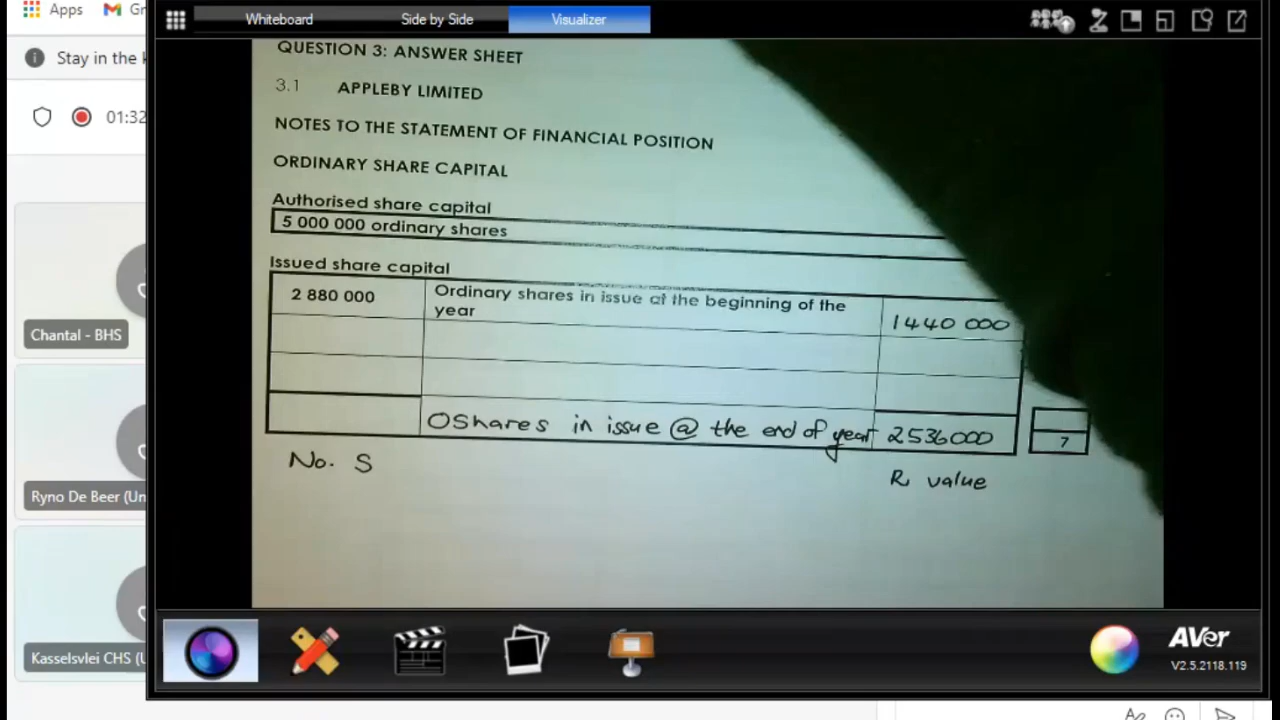 Apps
Whiteboard
Side by Side
Visualizer
Stay in the
01:32
QUESTION 3: ANSWER SHEET
3.1 APPLEBY LIMITED
NOTES TO THE STATEMENT OF FINANCIAL POSITION
ORDINARY SHARE CAPITAL
Authorised share capital
5 000 000 ordinary shares
Issued share capital
2 880 000 Ordinary shares in issue at the beginning of the
year 1440 000
OShares in issue @ the end of year 2536000
7
No. S
R value
Chantal - BHS
Ryno De Beer (Un
Kasselsvlei CHS (
AVer
V2.5.2118.119